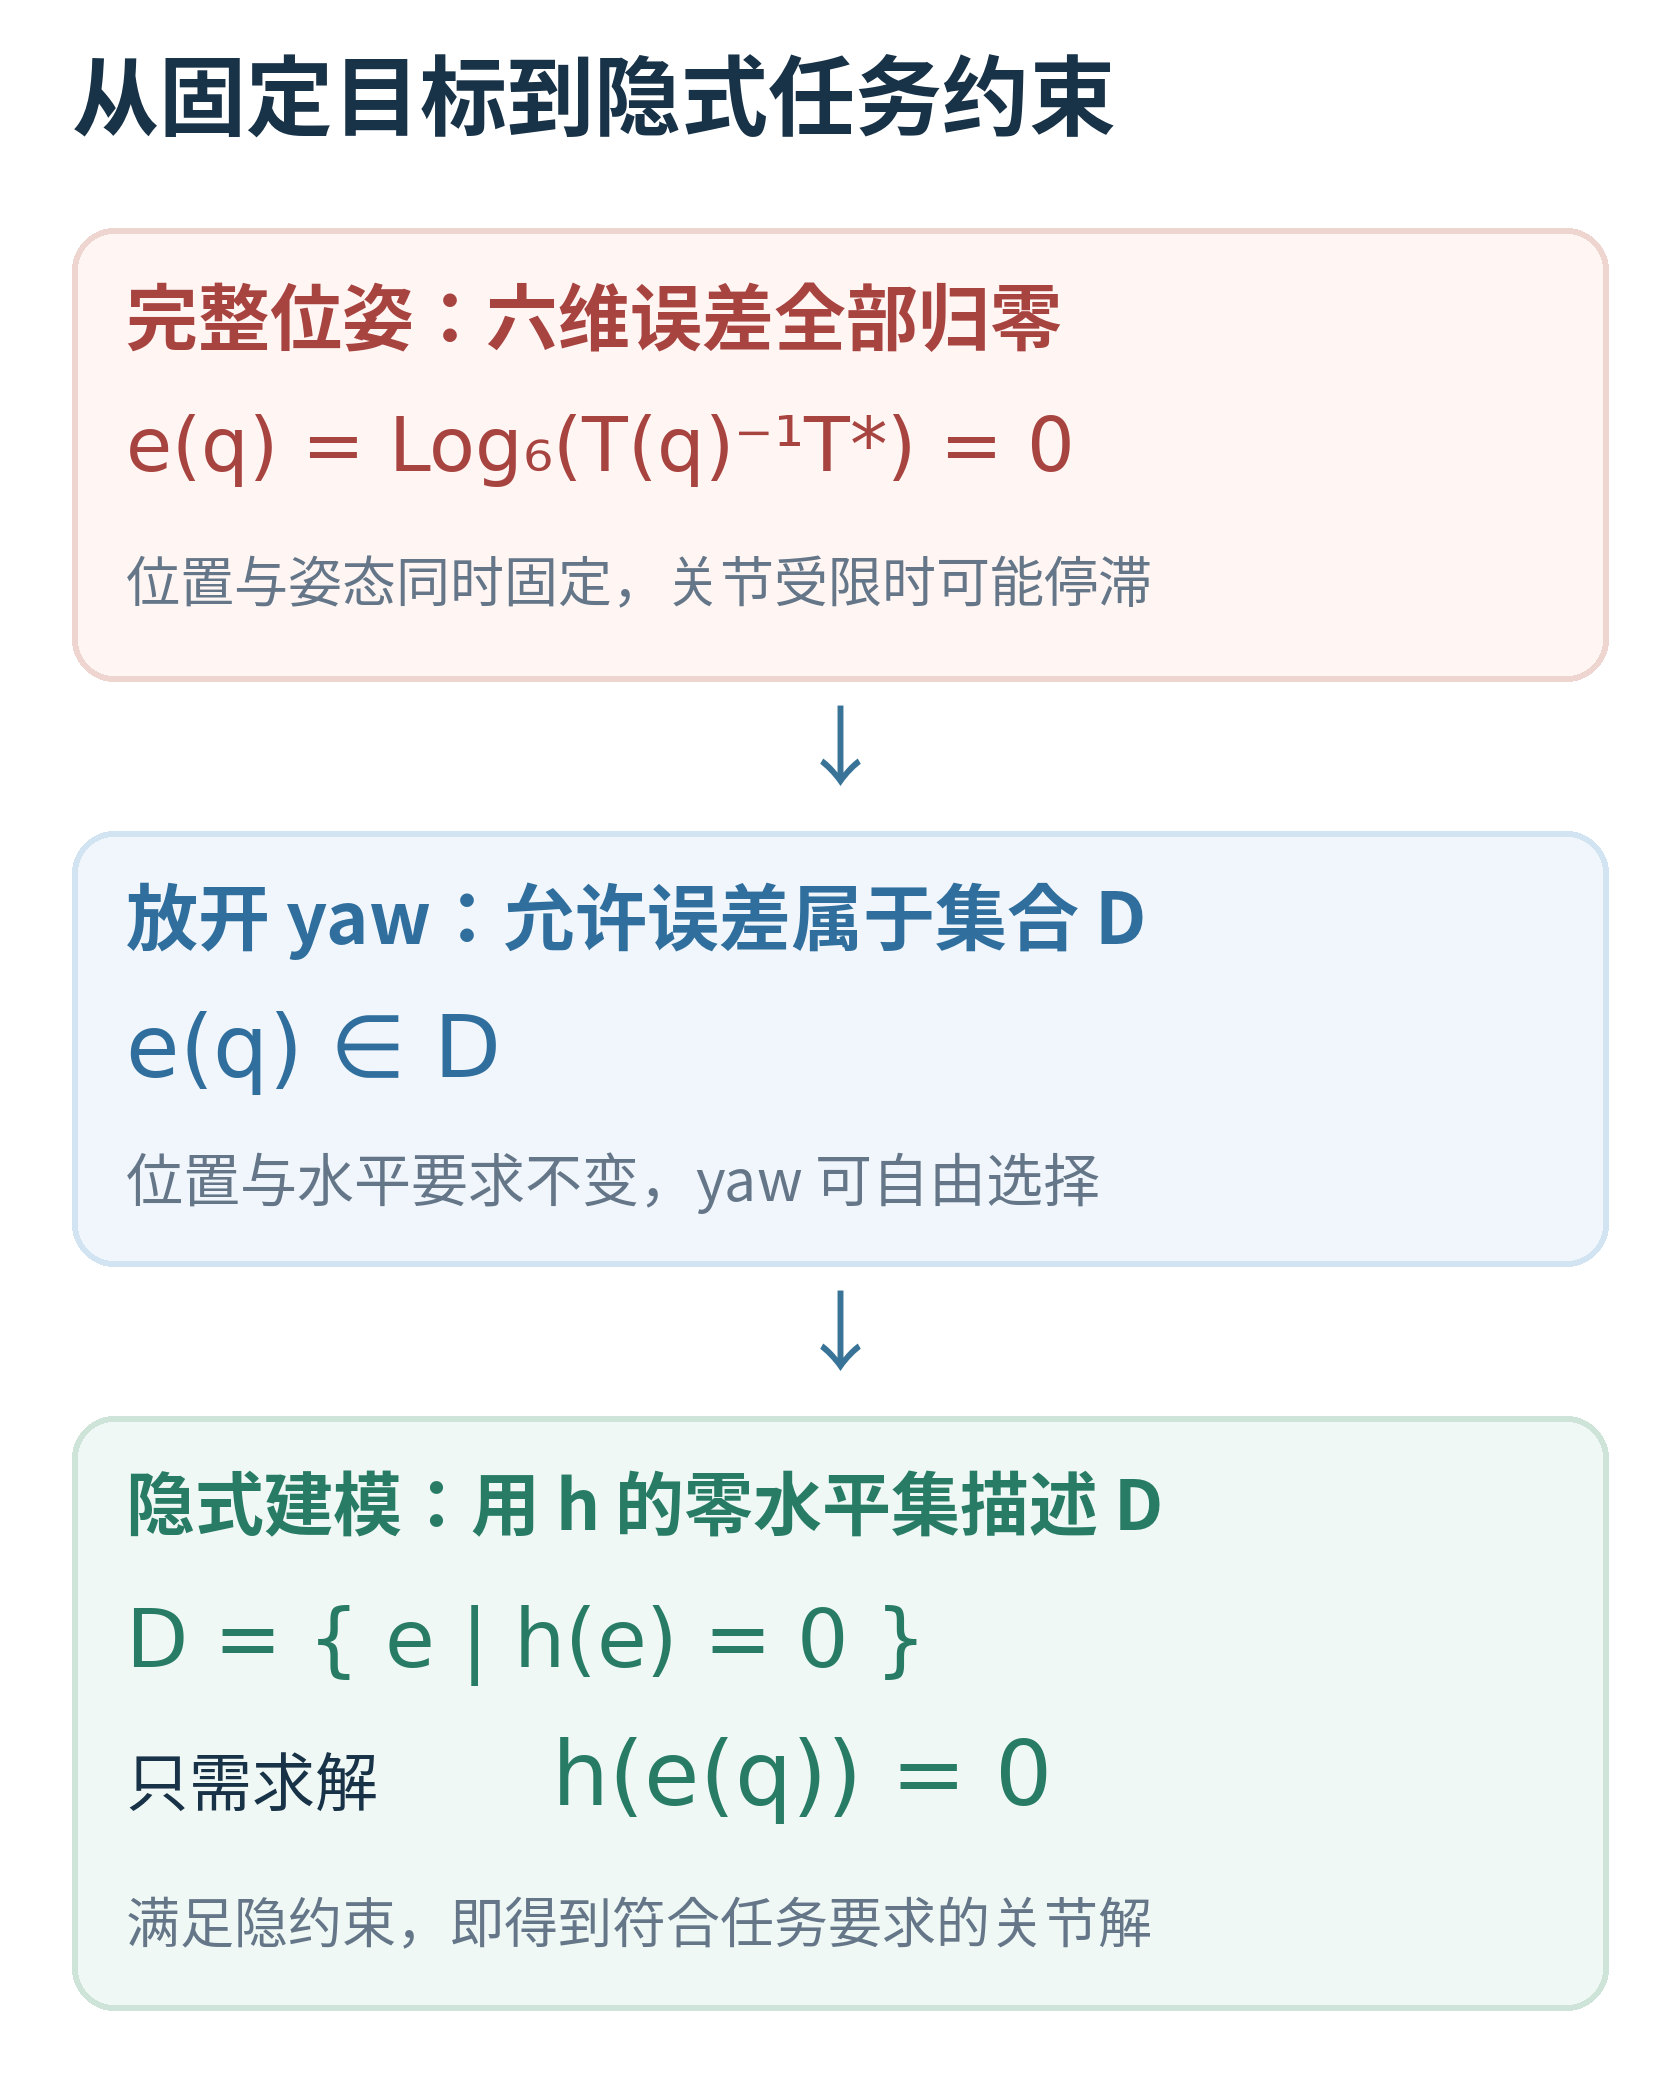 从固定目标到隐式任务约束
完整位姿：六维误差全部归零
e(q) = Log₆(T(q)⁻¹T*) = 0
位置与姿态同时固定，关节受限时可能停滞
↓
放开 yaw：允许误差属于集合 D
e(q) ∈ D
位置与水平要求不变，yaw 可自由选择
↓
隐式建模：用 h 的零水平集描述 D
D = { e | h(e) = 0 }
只需求解 h(e(q)) = 0
满足隐约束，即得到符合任务要求的关节解